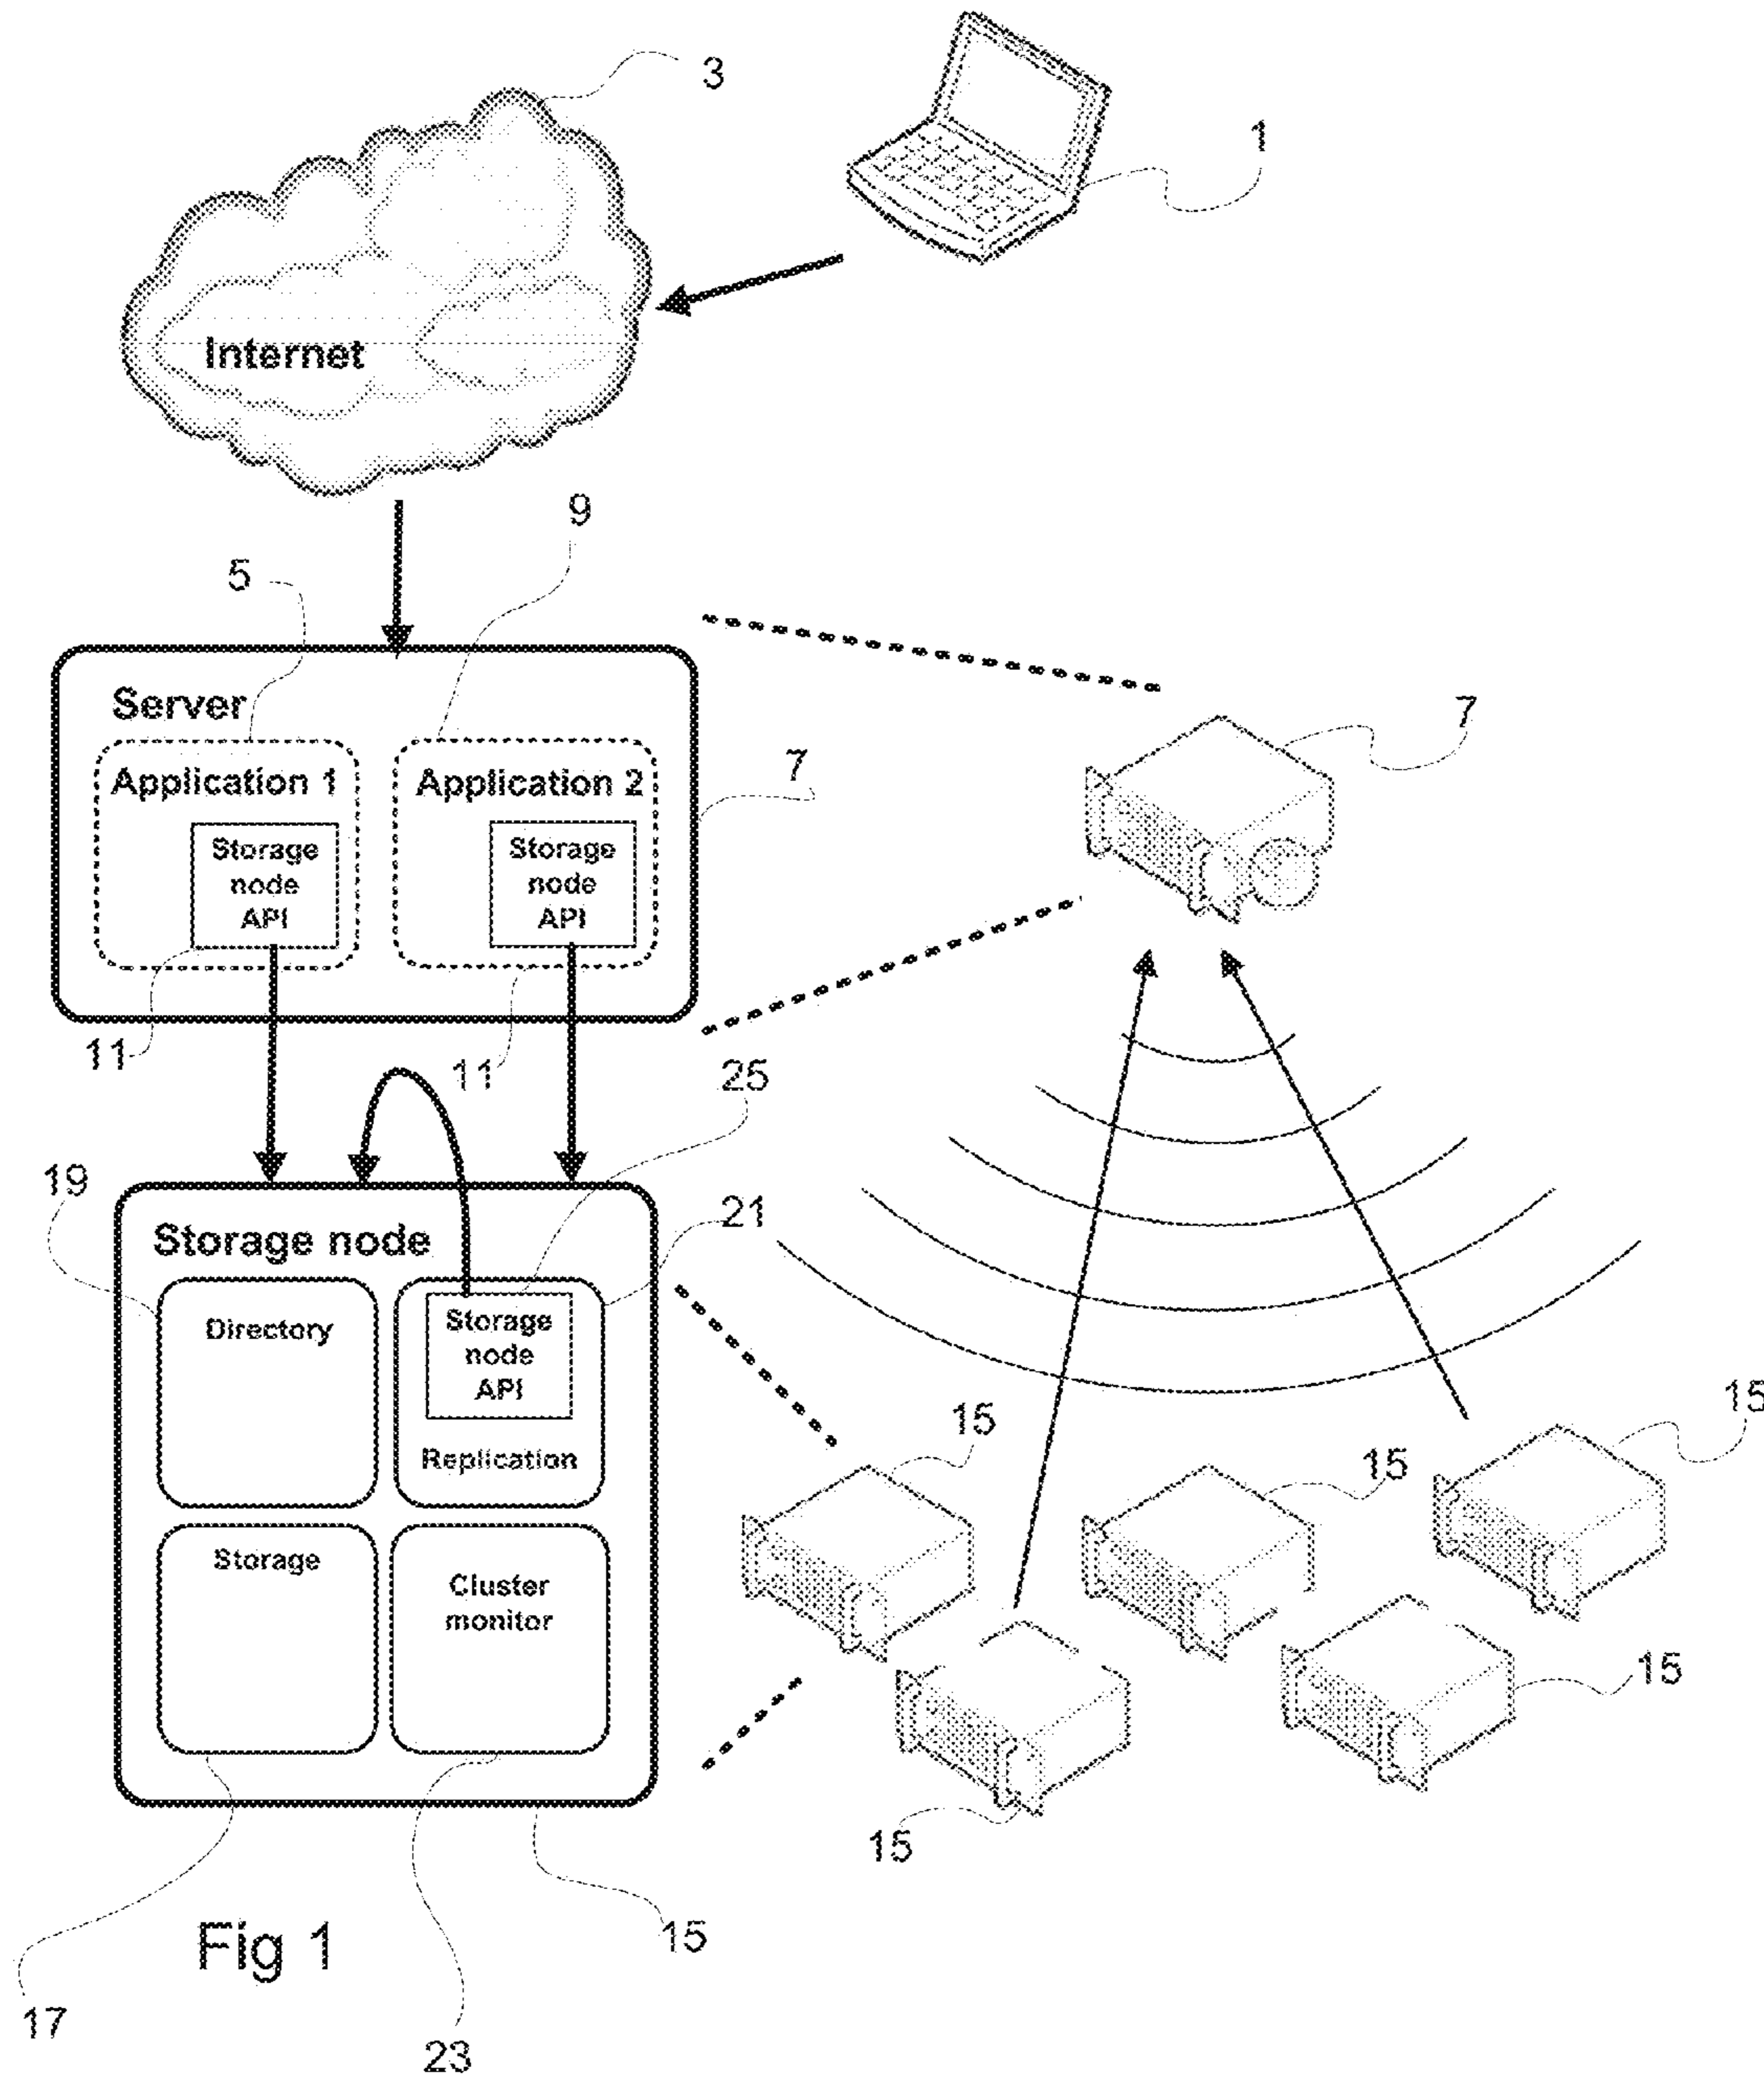 3
1
Internet
9
5
Server
7
7
Application 1
Application 2
Storage
node
API
Storage
node
API
11
11
25
19
21
Storage node
Directory
Storage
node
API
Replication
15
15
15
Storage
Cluster
monitor
15
15
15
Fig 1
17
23